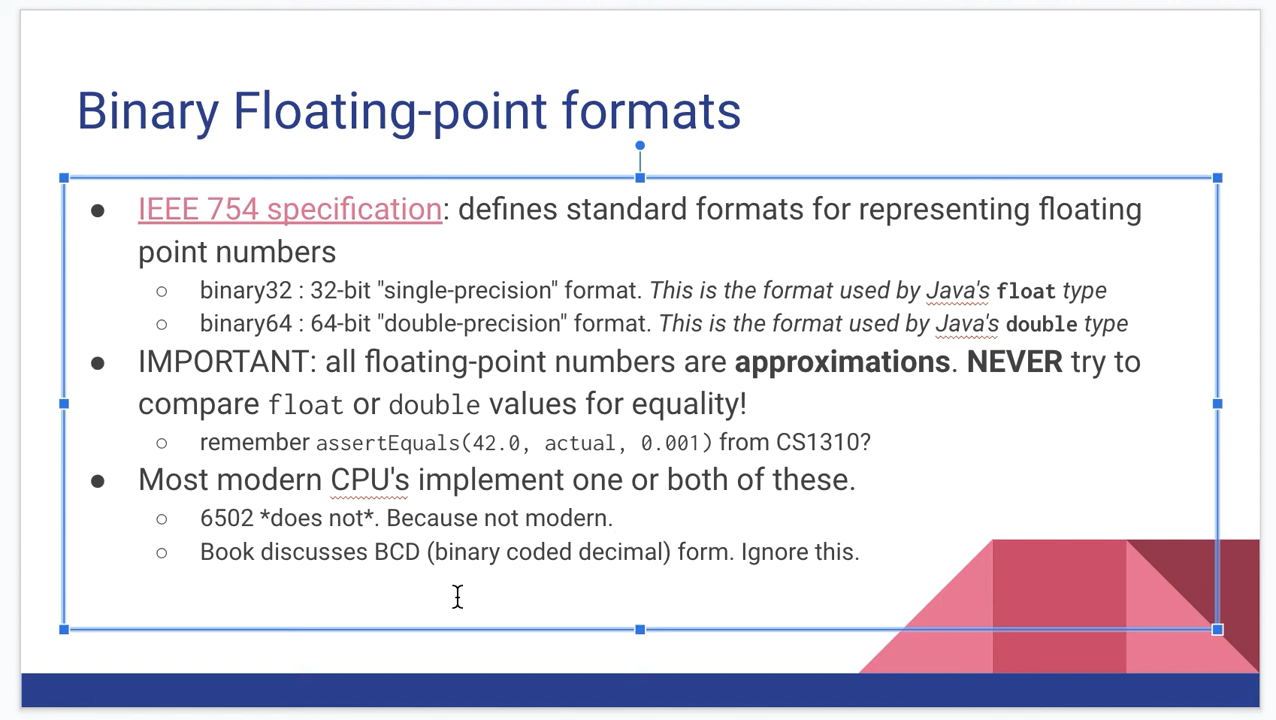 Binary Floating-point formats
● IEEE 754 specification: defines standard formats for representing floating
point numbers
○ binary32 : 32-bit "single-precision" format. This is the format used by Java's float type
○ binary64 : 64-bit "double-precision" format. This is the format used by Java's double type
● IMPORTANT: all floating-point numbers are approximations. NEVER try to
compare float or double values for equality!
○ remember assertEquals(42.0, actual, 0.001) from CS1310?
● Most modern CPU's implement one or both of these.
○ 6502 *does not*. Because not modern.
○ Book discusses BCD (binary coded decimal) form. Ignore this.